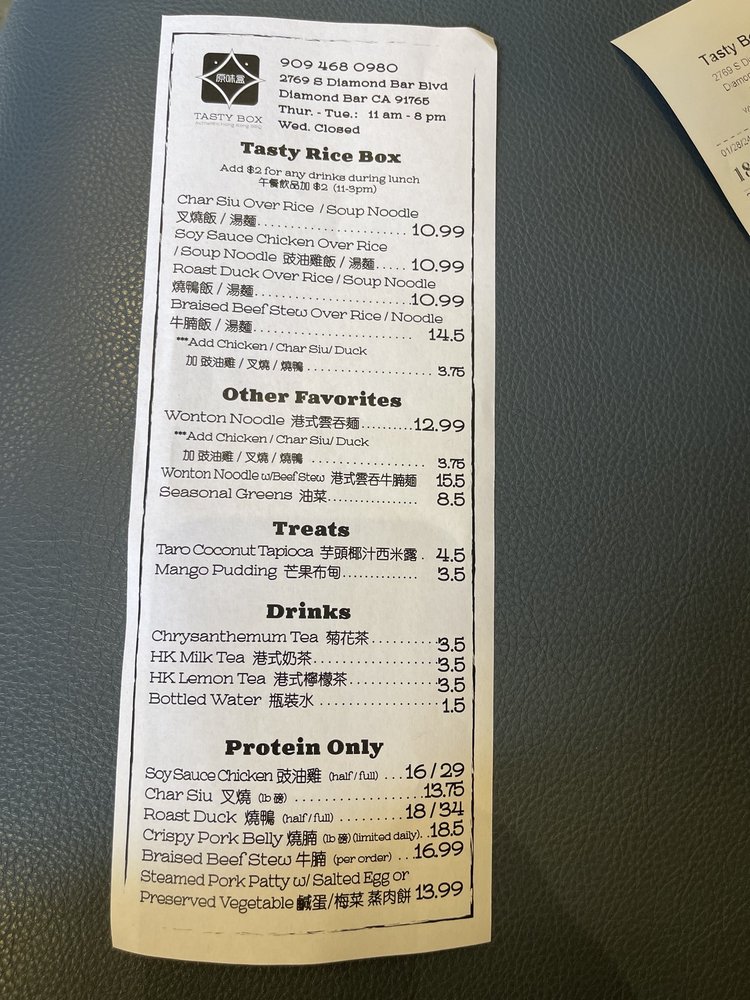 原味盒
TASTY BOX
909 468 0980
2769 S Diamond Bar Blvd
Diamond Bar CA 91765
Thur. - Tue.: 11 am - 8 pm
Wed. Closed
Tasty Rice Box
Add $2 for any drinks during lunch
午餐飲品加 $2 (11-3pm)
Char Siu Over Rice / Soup Noodle
叉燒飯 / 湯麵 10.99
Soy Sauce Chicken Over Rice
/ Soup Noodle 豉油雞飯 / 湯麵 10.99
Roast Duck Over Rice / Soup Noodle
燒鴨飯 / 湯麵 10.99
Braised Beef Stew Over Rice / Noodle
牛腩飯 / 湯麵 14.5
***Add Chicken / Char Siu/ Duck
加 豉油雞 / 叉燒 / 燒鴨 3.75
Other Favorites
Wonton Noodle 港式雲吞麵 12.99
***Add Chicken / Char Siu/ Duck
加 豉油雞 / 叉燒 / 燒鴨 3.75
Wonton Noodle w/Beef Stew 港式雲吞牛腩麵 15.5
Seasonal Greens 油菜 8.5
Treats
Taro Coconut Tapioca 芋頭椰汁西米露 4.5
Mango Pudding 芒果布甸 3.5
Drinks
Chrysanthemum Tea 菊花茶 3.5
HK Milk Tea 港式奶茶 3.5
HK Lemon Tea 港式檸檬茶 3.5
Bottled Water 瓶裝水 1.5
Protein Only
Soy Sauce Chicken 豉油雞 (half / full) 16 / 29
Char Siu 叉燒 (lb 磅) 13.75
Roast Duck 燒鴨 (half / full) 18 / 34
Crispy Pork Belly 燒腩 (lb 磅) (limited daily) 18.5
Braised Beef Stew 牛腩 (per order) 16.99
Steamed Pork Patty w/ Salted Egg or
Preserved Vegetable 鹹蛋/梅菜 蒸肉餅 13.99
Tasty
2769 S
01/28/24